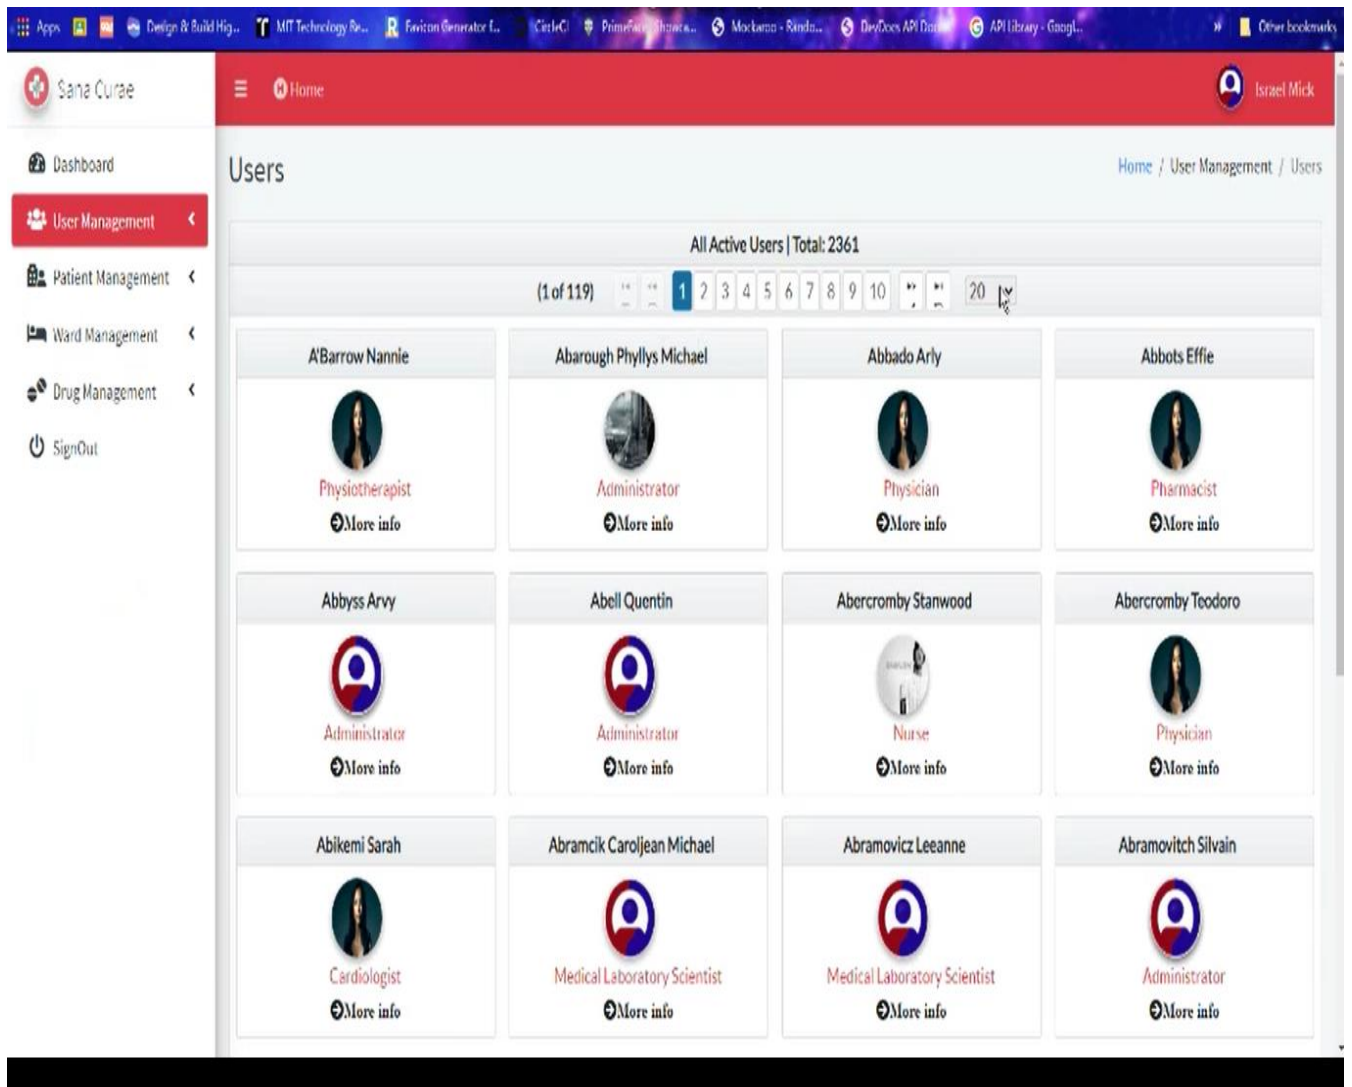 Apps Design & Build Hig... MIT Technology Re... Favicon Generator f... CircleCI PrimeFaces Showca... Mockaroo - Rando... DevDocs API Docu... API Library - Googl... » Other bookmarks
Sana Curae
Home
Israel Mick
Dashboard
User Management
Patient Management
Ward Management
Drug Management
SignOut
Users
Home / User Management / Users
All Active Users | Total: 2361
(1 of 119) 1 2 3 4 5 6 7 8 9 10 20
A'Barrow Nannie
Physiotherapist
More info
Abarough Phyllys Michael
Administrator
More info
Abbado Arly
Physician
More info
Abbots Effie
Pharmacist
More info
Abbyss Arvy
Administrator
More info
Abell Quentin
Administrator
More info
Abercromby Stanwood
Nurse
More info
Abercromby Teodoro
Physician
More info
Abikemi Sarah
Cardiologist
More info
Abramcik Caroljean Michael
Medical Laboratory Scientist
More info
Abramovicz Leeanne
Medical Laboratory Scientist
More info
Abramovitch Silvain
Administrator
More info